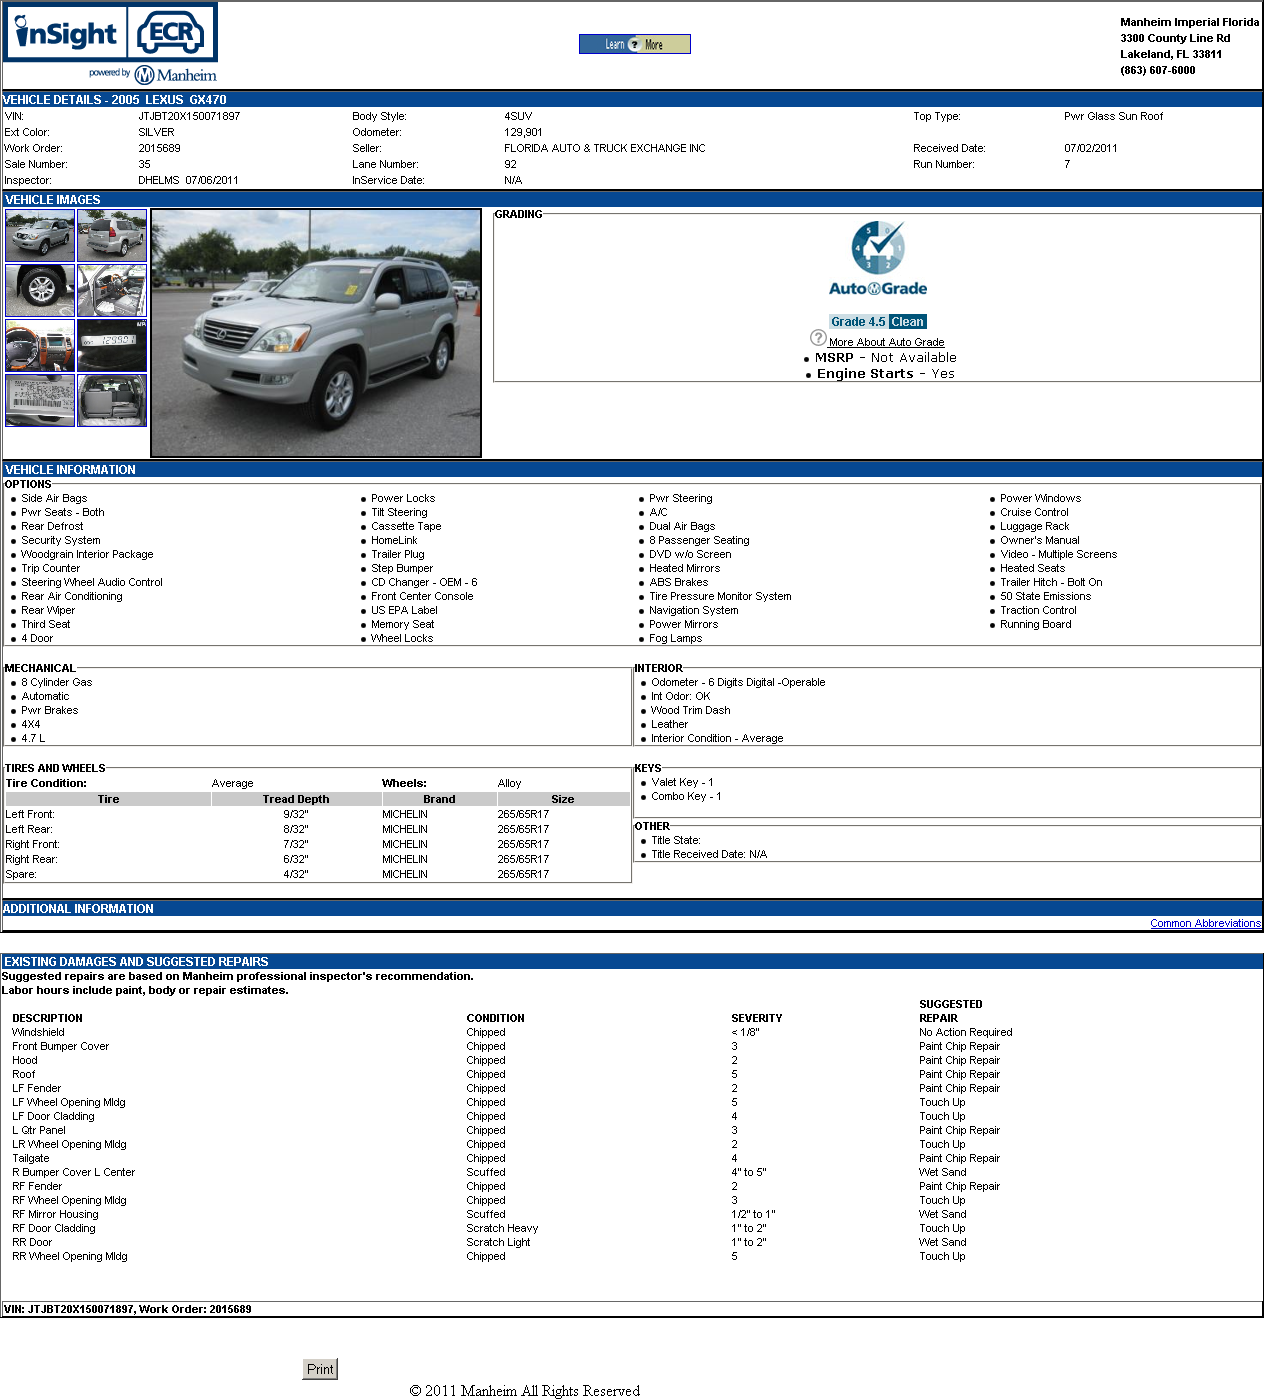 inSight ECR
powered by Manheim
Learn ? More
Manheim Imperial Florida
3300 County Line Rd
Lakeland, FL 33811
(863) 607-6000
VEHICLE DETAILS - 2005 LEXUS GX470
VIN: JTJBT20X150071897 Body Style: 4SUV Top Type: Pwr Glass Sun Roof
Ext Color: SILVER Odometer: 129,901
Work Order: 2015689 Seller: FLORIDA AUTO & TRUCK EXCHANGE INC Received Date: 07/02/2011
Sale Number: 35 Lane Number: 92 Run Number: 7
Inspector: DHELMS 07/06/2011 InService Date: N/A
VEHICLE IMAGES
GRADING
5 0
4 1
3 2
Auto Grade
Grade 4.5 Clean
? More About Auto Grade
MSRP - Not Available
Engine Starts - Yes
129901
VEHICLE INFORMATION
OPTIONS
Side Air Bags Power Locks Pwr Steering Power Windows
Pwr Seats - Both Tilt Steering A/C Cruise Control
Rear Defrost Cassette Tape Dual Air Bags Luggage Rack
Security System HomeLink 8 Passenger Seating Owner's Manual
Woodgrain Interior Package Trailer Plug DVD w/o Screen Video - Multiple Screens
Trip Counter Step Bumper Heated Mirrors Heated Seats
Steering Wheel Audio Control CD Changer - OEM - 6 ABS Brakes Trailer Hitch - Bolt On
Rear Air Conditioning Front Center Console Tire Pressure Monitor System 50 State Emissions
Rear Wiper US EPA Label Navigation System Traction Control
Third Seat Memory Seat Power Mirrors Running Board
4 Door Wheel Locks Fog Lamps
MECHANICAL
8 Cylinder Gas
Automatic
Pwr Brakes
4X4
4.7 L
INTERIOR
Odometer - 6 Digits Digital -Operable
Int Odor: OK
Wood Trim Dash
Leather
Interior Condition - Average
TIRES AND WHEELS
Tire Condition: Average Wheels: Alloy
Tire Tread Depth Brand Size
Left Front: 9/32" MICHELIN 265/65R17
Left Rear: 8/32" MICHELIN 265/65R17
Right Front: 7/32" MICHELIN 265/65R17
Right Rear: 6/32" MICHELIN 265/65R17
Spare: 4/32" MICHELIN 265/65R17
KEYS
Valet Key - 1
Combo Key - 1
OTHER
Title State:
Title Received Date: N/A
ADDITIONAL INFORMATION
Common Abbreviations
EXISTING DAMAGES AND SUGGESTED REPAIRS
Suggested repairs are based on Manheim professional inspector's recommendation.
Labor hours include paint, body or repair estimates.
DESCRIPTION CONDITION SEVERITY SUGGESTED REPAIR
Windshield Chipped < 1/8" No Action Required
Front Bumper Cover Chipped 3 Paint Chip Repair
Hood Chipped 2 Paint Chip Repair
Roof Chipped 5 Paint Chip Repair
LF Fender Chipped 2 Paint Chip Repair
LF Wheel Opening Mldg Chipped 5 Touch Up
LF Door Cladding Chipped 4 Touch Up
L Qtr Panel Chipped 3 Paint Chip Repair
LR Wheel Opening Mldg Chipped 2 Touch Up
Tailgate Chipped 4 Paint Chip Repair
R Bumper Cover L Center Scuffed 4" to 5" Wet Sand
RF Fender Chipped 2 Paint Chip Repair
RF Wheel Opening Mldg Chipped 3 Touch Up
RF Mirror Housing Scuffed 1/2" to 1" Wet Sand
RF Door Cladding Scratch Heavy 1" to 2" Touch Up
RR Door Scratch Light 1" to 2" Wet Sand
RR Wheel Opening Mldg Chipped 5 Touch Up
VIN: JTJBT20X150071897, Work Order: 2015689
Print
© 2011 Manheim All Rights Reserved